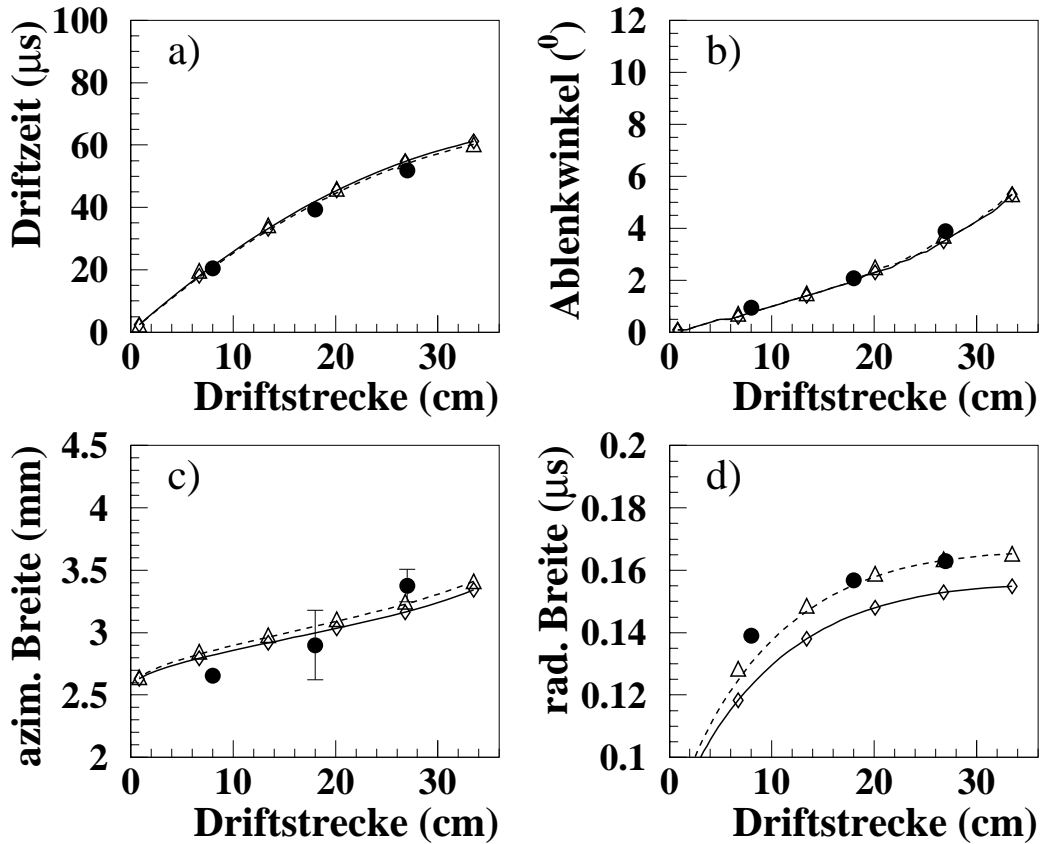 a)
Driftzeit (μs)
100
80
60
40
20
0
0 10 20 30
Driftstrecke (cm)
b)
Ablenkwinkel (⁰)
12
10
8
6
4
2
0
0 10 20 30
Driftstrecke (cm)
c)
azim. Breite (mm)
4.5
4
3.5
3
2.5
2
0 10 20 30
Driftstrecke (cm)
d)
rad. Breite (μs)
0.2
0.18
0.16
0.14
0.12
0.1
0 10 20 30
Driftstrecke (cm)